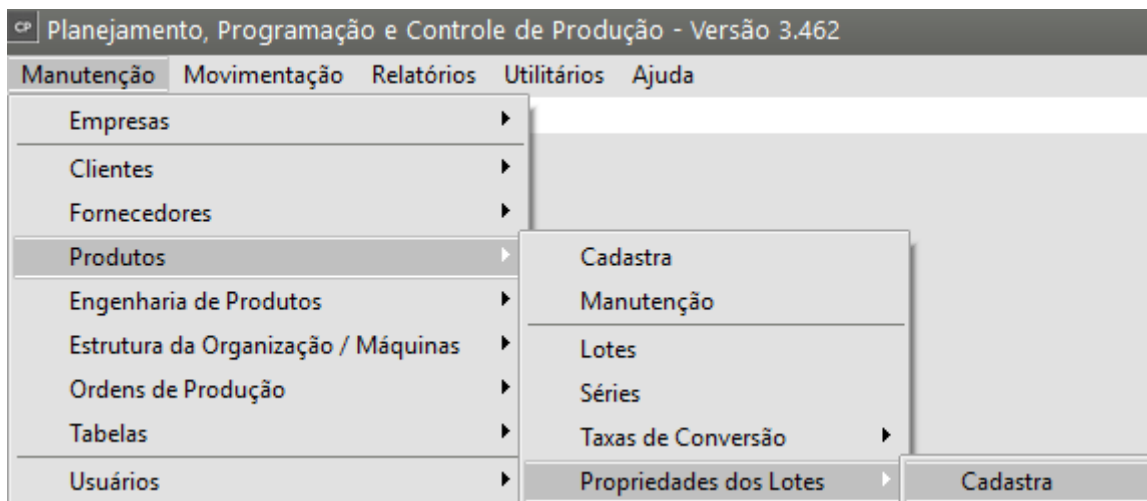 CP Planejamento, Programação e Controle de Produção - Versão 3.462
Manutenção Movimentação Relatórios Utilitários Ajuda
Empresas
Clientes
Fornecedores
Produtos
Engenharia de Produtos
Estrutura da Organização / Máquinas
Ordens de Produção
Tabelas
Usuários
Cadastra
Manutenção
Lotes
Séries
Taxas de Conversão
Propriedades dos Lotes
Cadastra